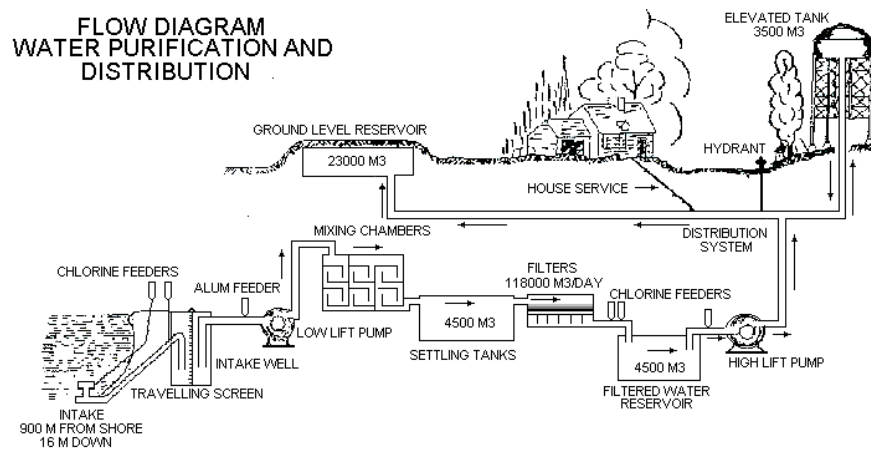 FLOW DIAGRAM
WATER PURIFICATION AND
DISTRIBUTION
ELEVATED TANK
3500 M3
GROUND LEVEL RESERVOIR
23000 M3
HYDRANT
HOUSE SERVICE
MIXING CHAMBERS
DISTRIBUTION
SYSTEM
CHLORINE FEEDERS
ALUM FEEDER
FILTERS
118000 M3/DAY
CHLORINE FEEDERS
LOW LIFT PUMP
4500 M3
SETTLING TANKS
INTAKE WELL
HIGH LIFT PUMP
4500 M3
TRAVELLING SCREEN
FILTERED WATER
RESERVOIR
INTAKE
900 M FROM SHORE
16 M DOWN